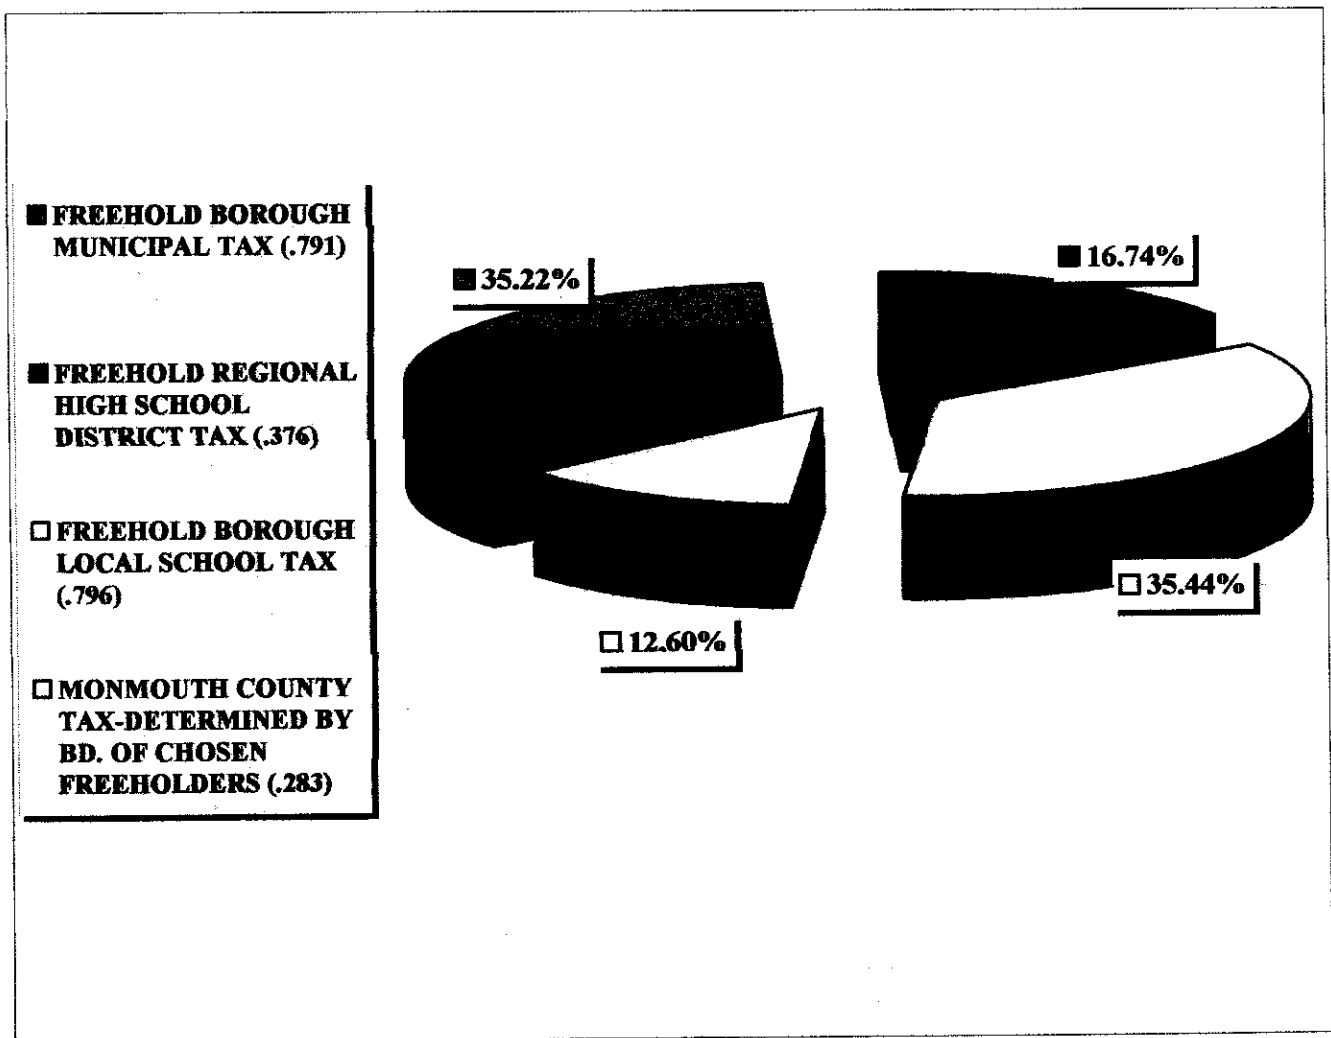 FREEHOLD BOROUGH
MUNICIPAL TAX (.791)
FREEHOLD REGIONAL
HIGH SCHOOL
DISTRICT TAX (.376)
FREEHOLD BOROUGH
LOCAL SCHOOL TAX
(.796)
MONMOUTH COUNTY
TAX-DETERMINED BY
BD. OF CHOSEN
FREEHOLDERS (.283)
35.22%
16.74%
35.44%
12.60%